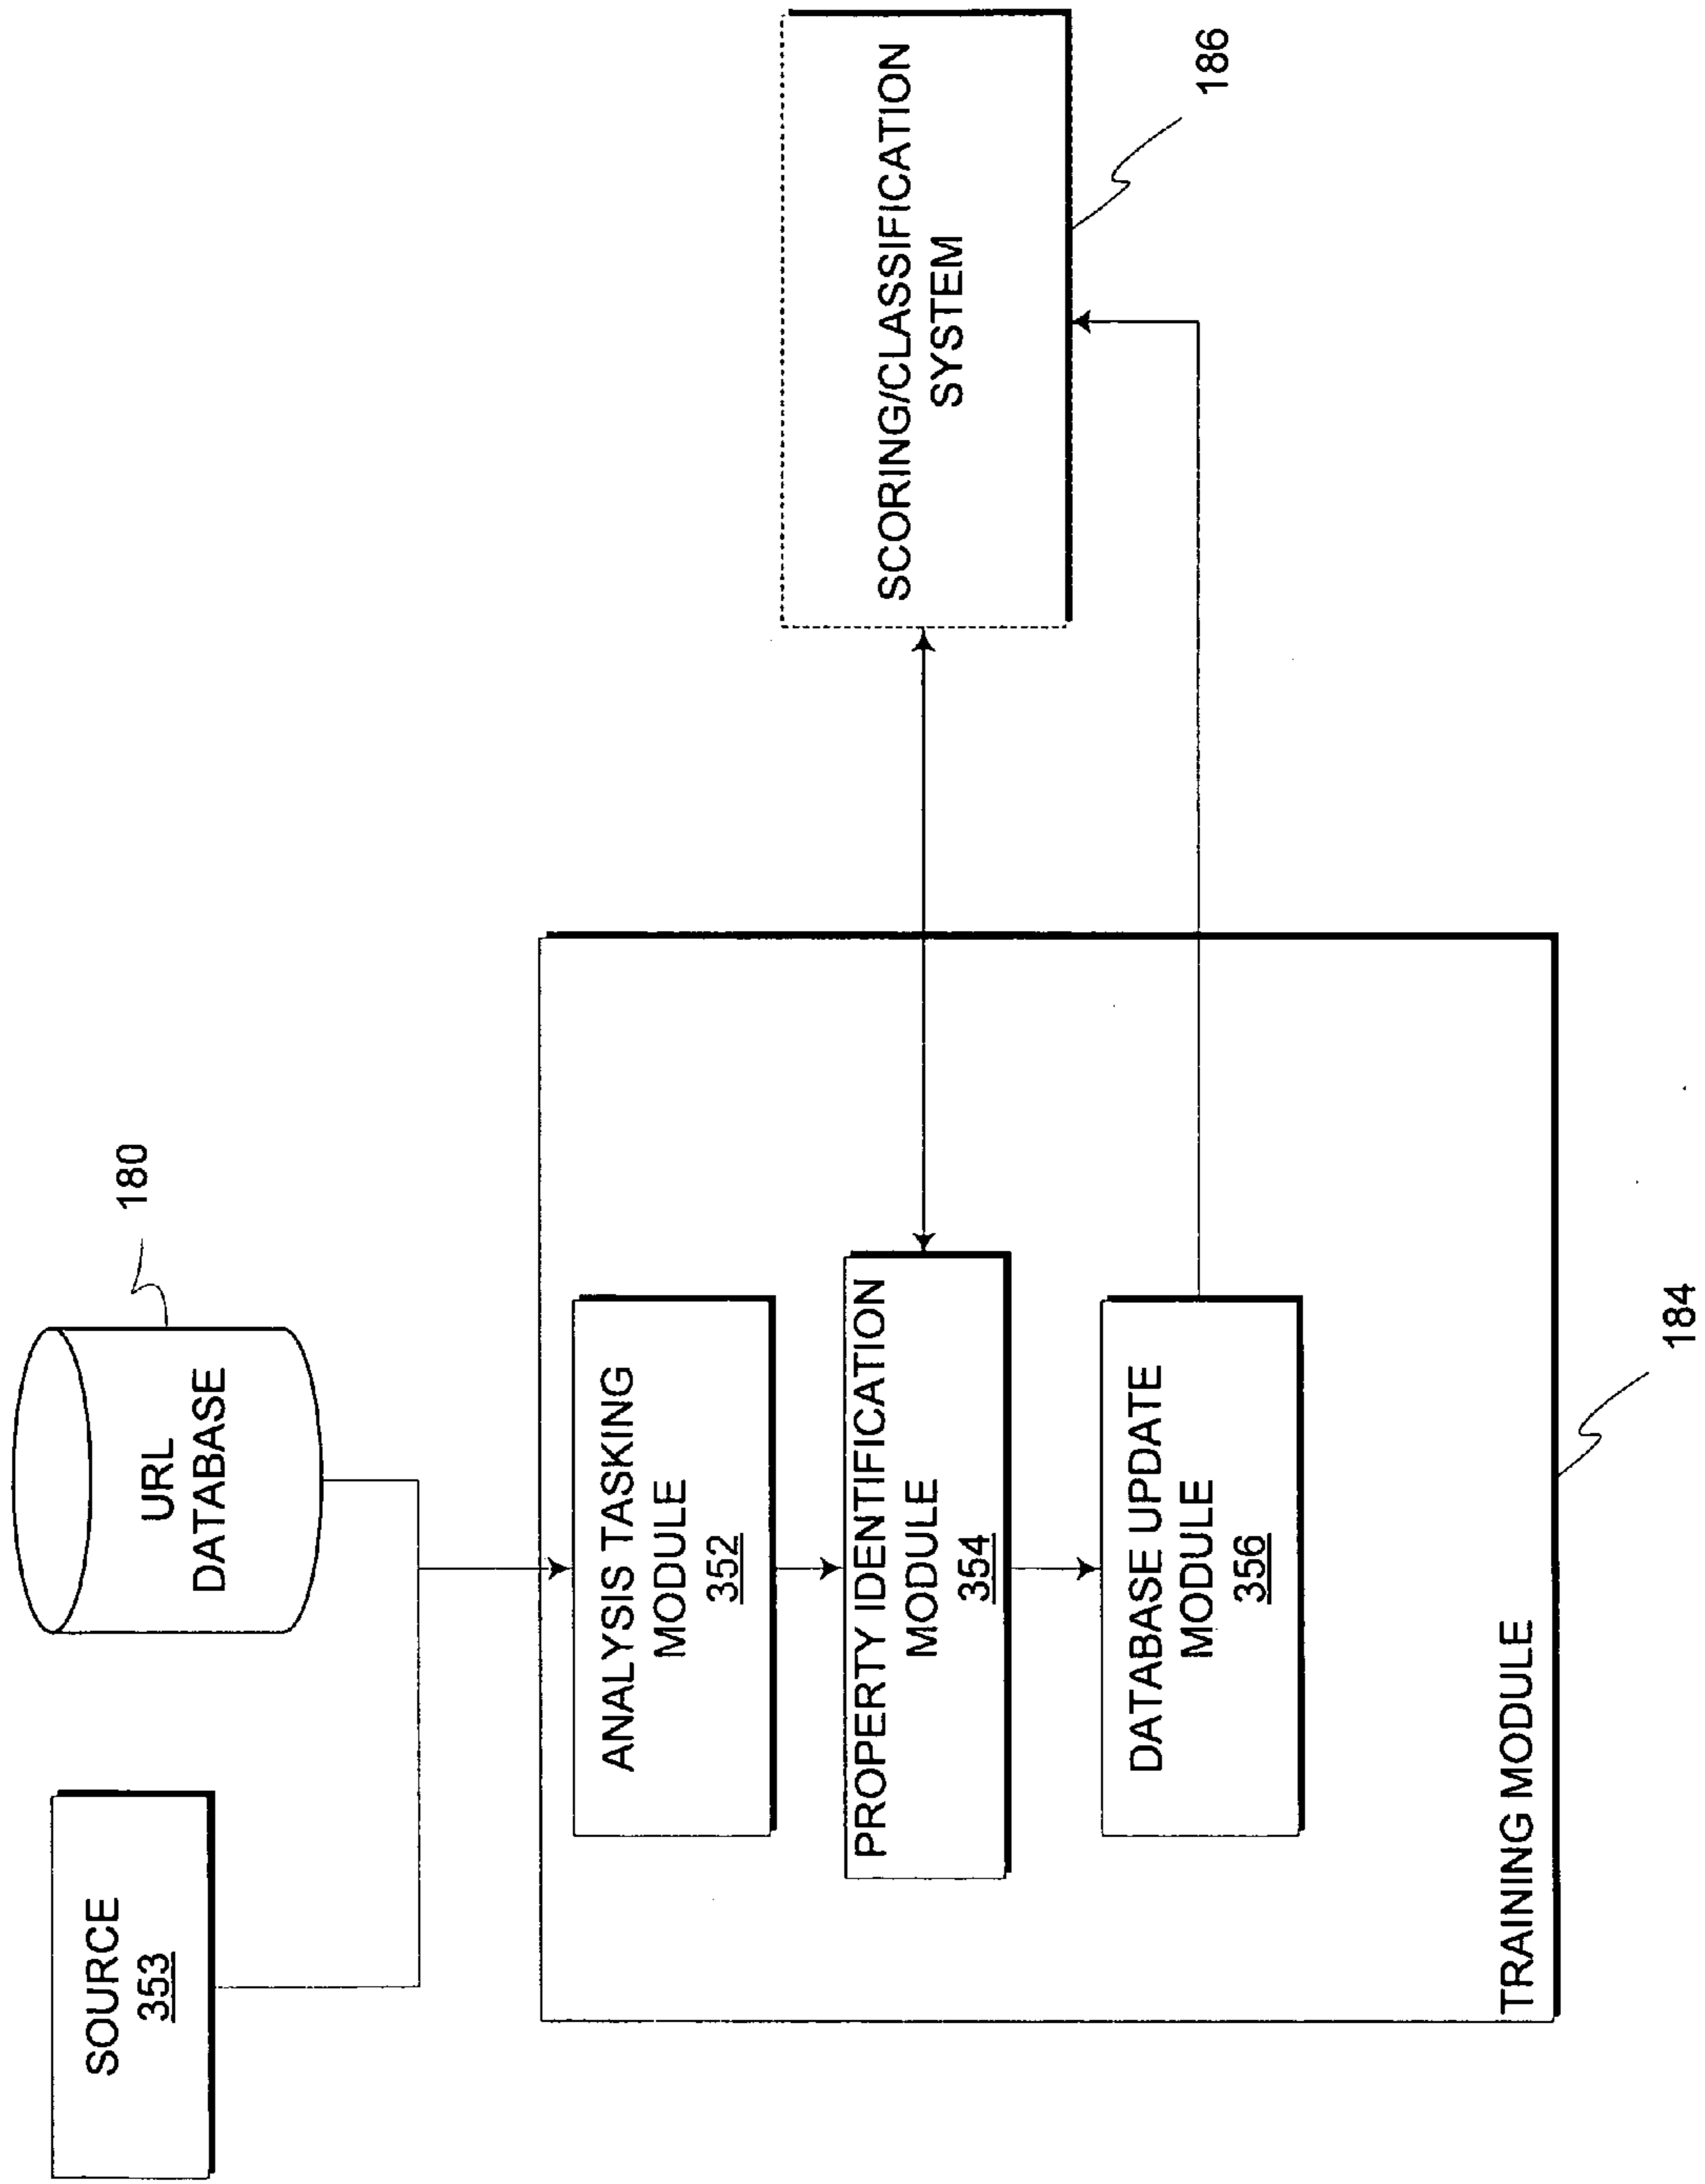 SOURCE
353
URL
DATABASE
180
ANALYSIS TASKING
MODULE
352
PROPERTY IDENTIFICATION
MODULE
354
DATABASE UPDATE
MODULE
356
TRAINING MODULE
184
SCORING/CLASSIFICATION
SYSTEM
186